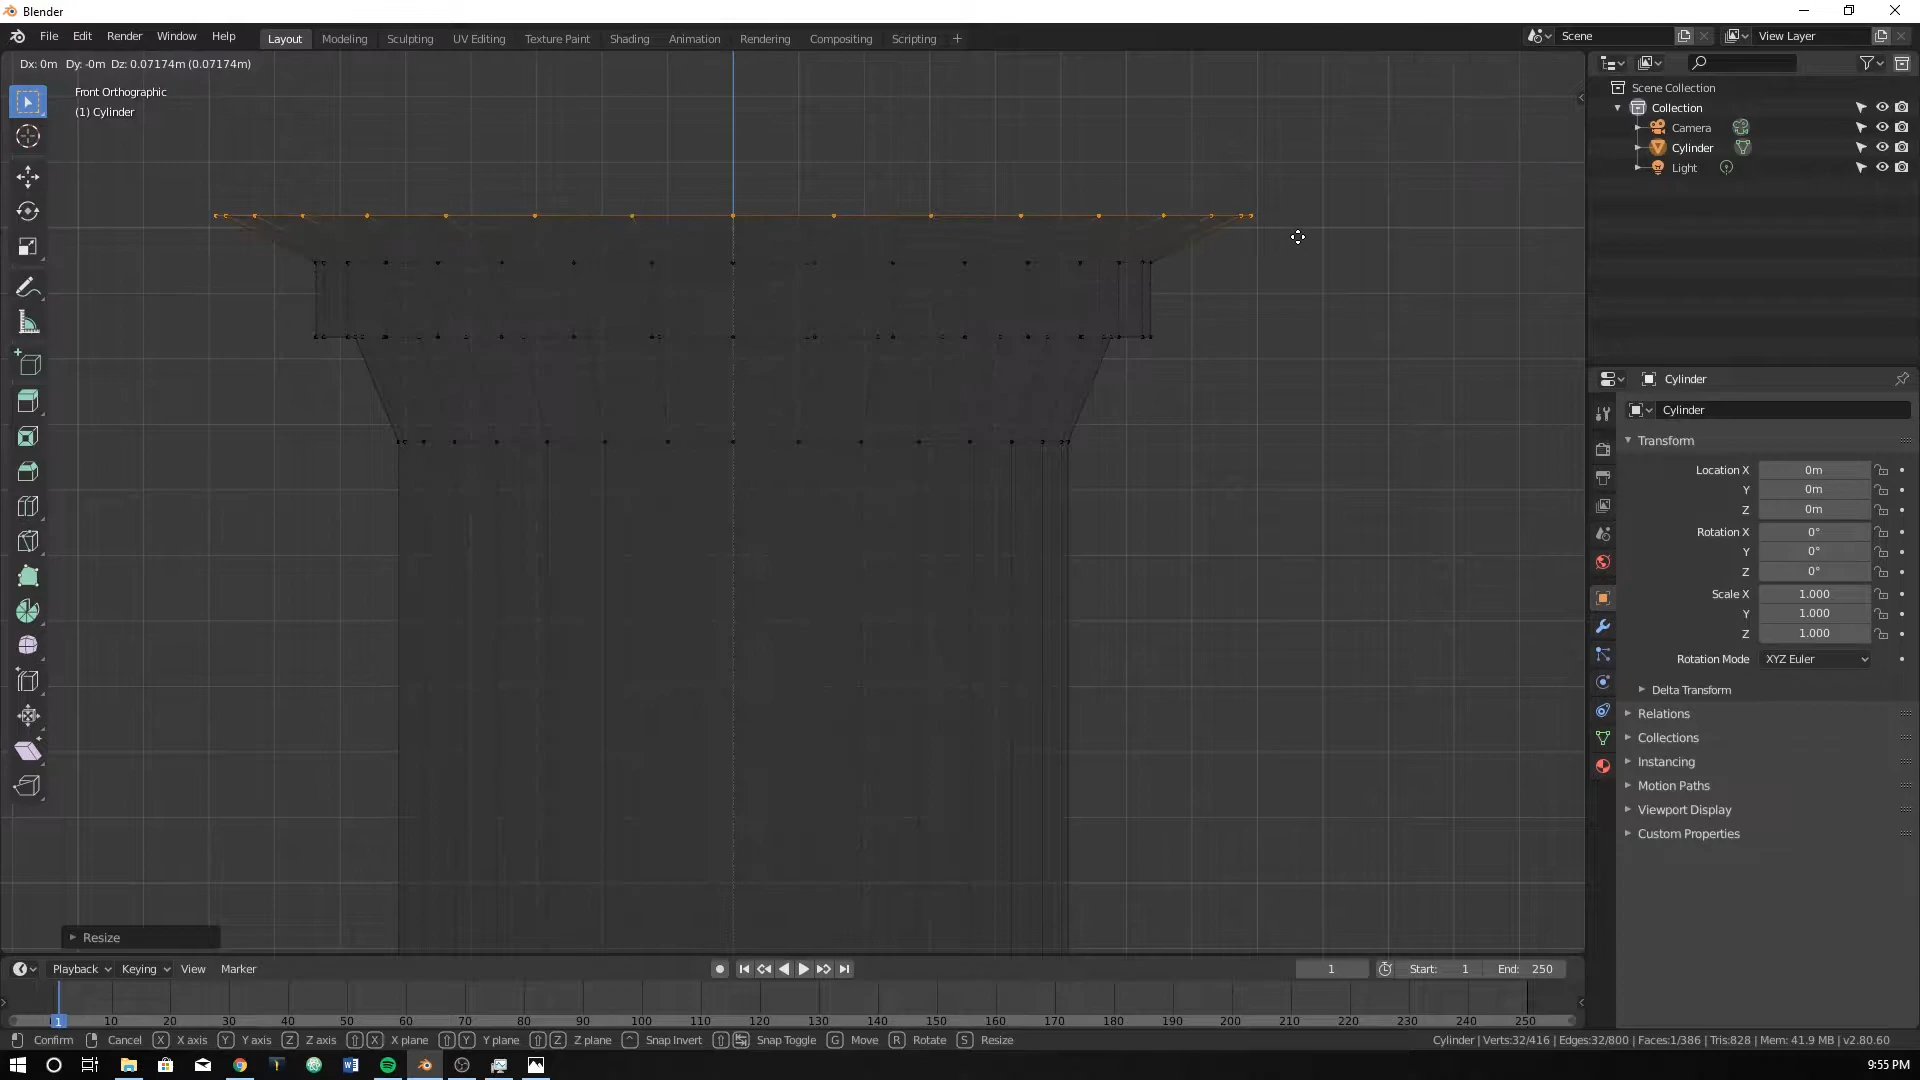 Blender
File Edit Render Window Help
Layout Modeling Sculpting UV Editing Texture Paint Shading Animation Rendering Compositing Scripting +
Scene
View Layer
Dx: 0m Dy: -0m Dz: 0.07174m (0.07174m)
Front Orthographic
(1) Cylinder
Scene Collection
Collection
Camera
Cylinder
Light
Cylinder
Cylinder
Transform
Location X 0m
Y 0m
Z 0m
Rotation X 0°
Y 0°
Z 0°
Scale X 1.000
Y 1.000
Z 1.000
Rotation Mode XYZ Euler
Delta Transform
Relations
Collections
Instancing
Motion Paths
Viewport Display
Custom Properties
Resize
Playback Keying View Marker
1 Start: 1 End: 250
1 10 20 30 40 50 60 70 80 90 100 110 120 130 140 150 160 170 180 190 200 210 220 230 240 250
Confirm Cancel X X axis Y Y axis Z Z axis X X plane Y Y plane Z Z plane Snap Invert Snap Toggle G Move R Rotate S Resize
Cylinder | Verts:32/416 | Edges:32/800 | Faces:1/386 | Tris:828 | Mem: 41.9 MB | v2.80.60
9:55 PM